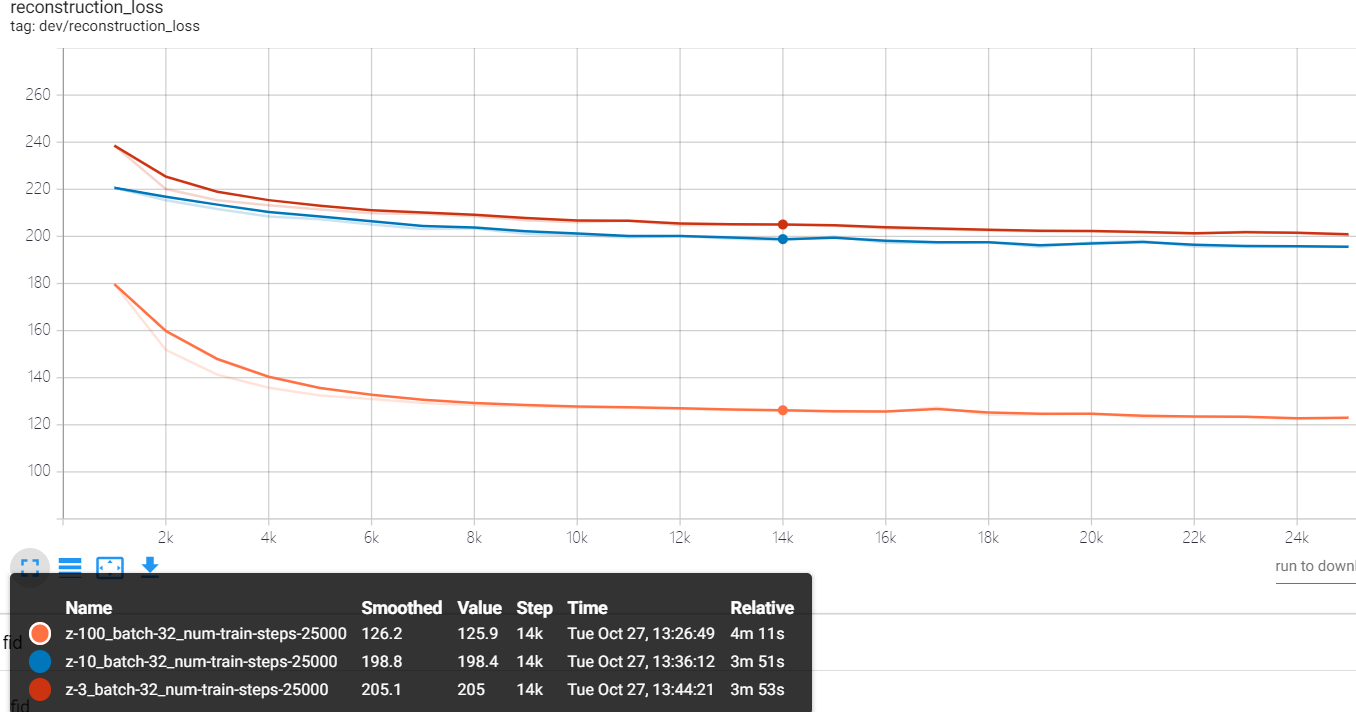 reconstruction_loss
tag: dev/reconstruction_loss
260
240
220
200
180
160
140
120
100
2k 4k 6k 8k 10k 12k 14k 16k 18k 20k 22k 24k
run to downl
fid
Name Smoothed Value Step Time Relative
z-100_batch-32_num-train-steps-25000 126.2 125.9 14k Tue Oct 27, 13:26:49 4m 11s
z-10_batch-32_num-train-steps-25000 198.8 198.4 14k Tue Oct 27, 13:36:12 3m 51s
z-3_batch-32_num-train-steps-25000 205.1 205 14k Tue Oct 27, 13:44:21 3m 53s
fid